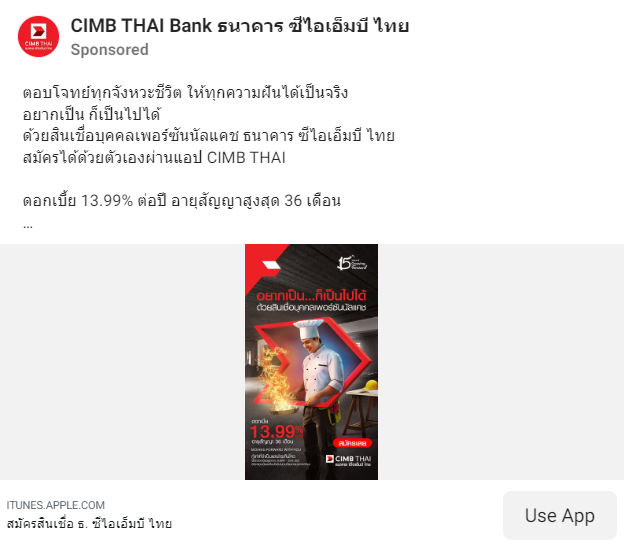 CIMB THAI Bank ธนาคาร ซีไอเอ็มบี ไทย
CIMB THAI
Sponsored
ตอบโจทย์ทุกจังหวะชีวิต ให้ทุกความฝันได้เป็นจริง
อยากเป็น ก็เป็นไปได้
ด้วยสินเชื่อบุคคลเพอร์ซันนัลแคช ธนาคาร ซีไอเอ็มบี ไทย
สมัครได้ด้วยตัวเองผ่านแอป CIMB THAI
ดอกเบี้ย 13.99% ต่อปี อายุสัญญาสูงสุด 36 เดือน
...
15
อยากเป็น...ก็เป็นไปได้
ด้วยสินเชื่อบุคคลเพอร์ซันนัลแคช
ดอกเบี้ย
13.99%
อายุสัญญา 36 เดือน
สมัครเลย
CIMB THAI
ธนาคาร ซีไอเอ็มบี ไทย
ITUNES.APPLE.COM
สมัครสินเชื่อ ธ. ซีไอเอ็มบี ไทย
Use App